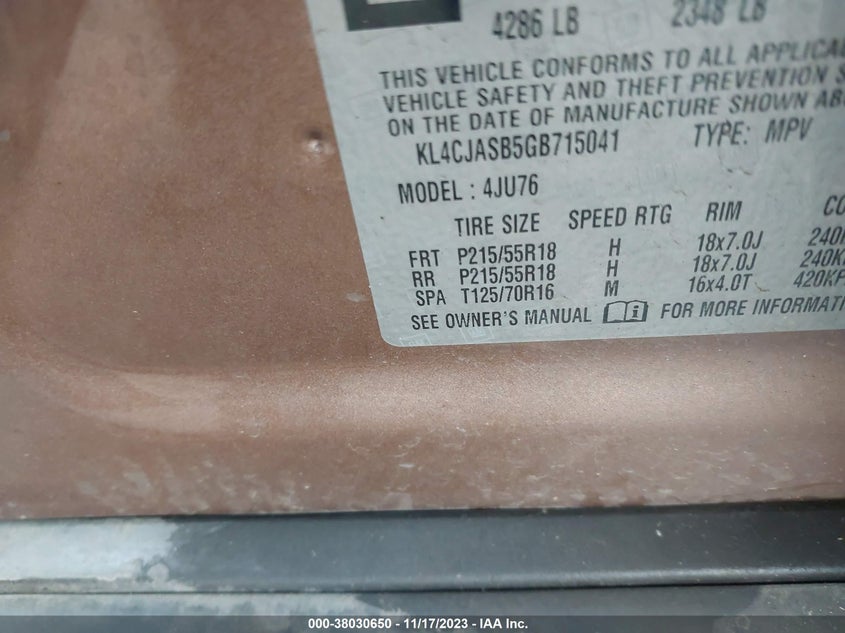 4286 LB 2348 LB
THIS VEHICLE CONFORMS TO ALL
VEHICLE SAFETY AND THEFT PREVENTION
ON THE DATE OF MANUFACTURE SHOWN
KL4CJASB5GB715041 TYPE: MPV
MODEL: 4JU76
TIRE SIZE SPEED RTG RIM
FRT P215/55R18 H 18x7.0J
RR P215/55R18 H 18x7.0J
SPA T125/70R16 M 16x4.0T
SEE OWNER'S MANUAL FOR MORE
000-38030650 - 11/17/2023 - IAA Inc.